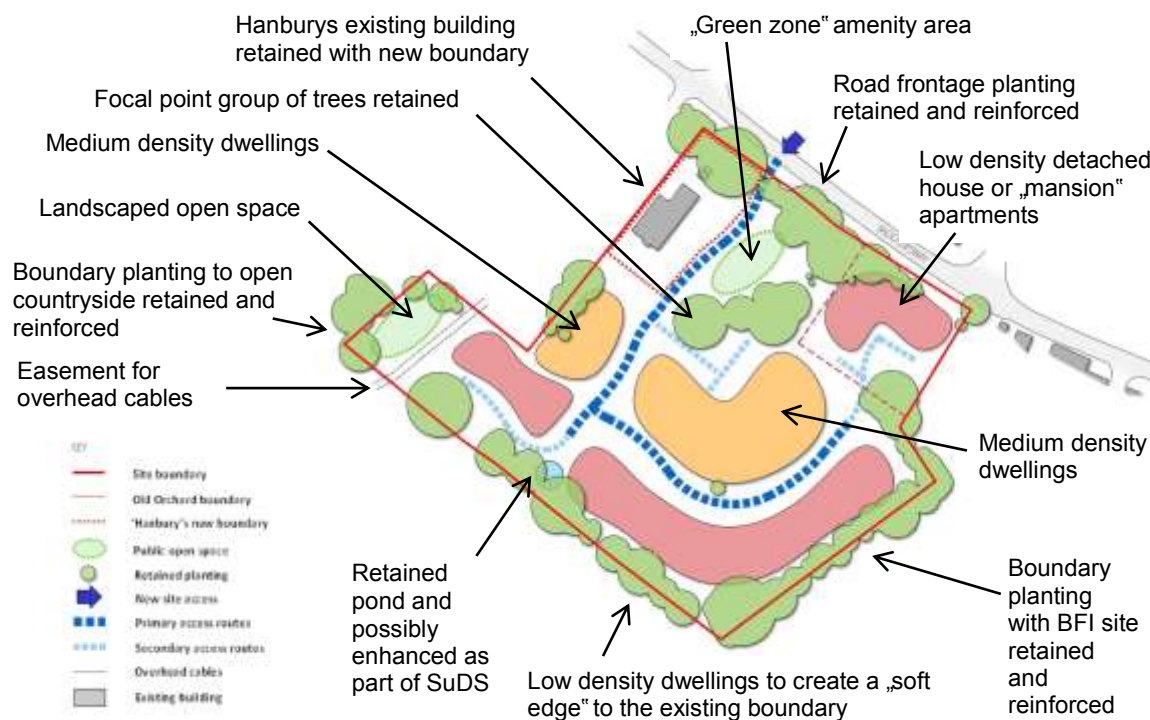 Hanburys existing building
retained with new boundary
„Green zone‟ amenity area
Focal point group of trees retained
Road frontage planting
retained and reinforced
Medium density dwellings
Low density detached
house or „mansion‟
apartments
Landscaped open space
Boundary planting to open
countryside retained and
reinforced
Easement for
overhead cables
Medium density
dwellings
KEY
Site boundary
Old Orchard boundary
'Hanbury's new boundary
Public open space
Retained planting
New site access
Primary access routes
Secondary access routes
Overhead cables
Existing building
Retained
pond and
possibly
enhanced as
part of SuDS
Low density dwellings to create a „soft
edge‟ to the existing boundary
Boundary
planting
with BFI site
retained
and
reinforced